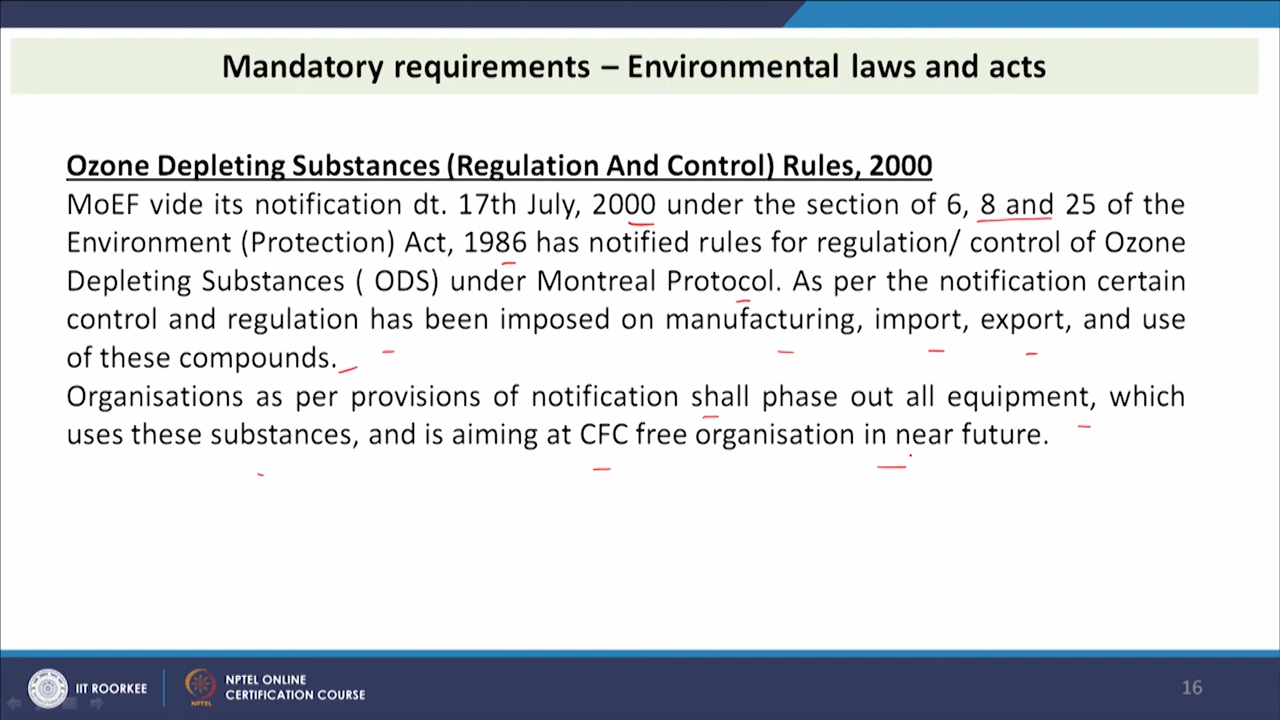 Mandatory requirements – Environmental laws and acts
Ozone Depleting Substances (Regulation And Control) Rules, 2000
MoEF vide its notification dt. 17th July, 2000 under the section of 6, 8 and 25 of the
Environment (Protection) Act, 1986 has notified rules for regulation/ control of Ozone
Depleting Substances ( ODS) under Montreal Protocol. As per the notification certain
control and regulation has been imposed on manufacturing, import, export, and use
of these compounds.
Organisations as per provisions of notification shall phase out all equipment, which
uses these substances, and is aiming at CFC free organisation in near future.
IIT ROORKEE
NPTEL ONLINE
CERTIFICATION COURSE
NPTEL
16